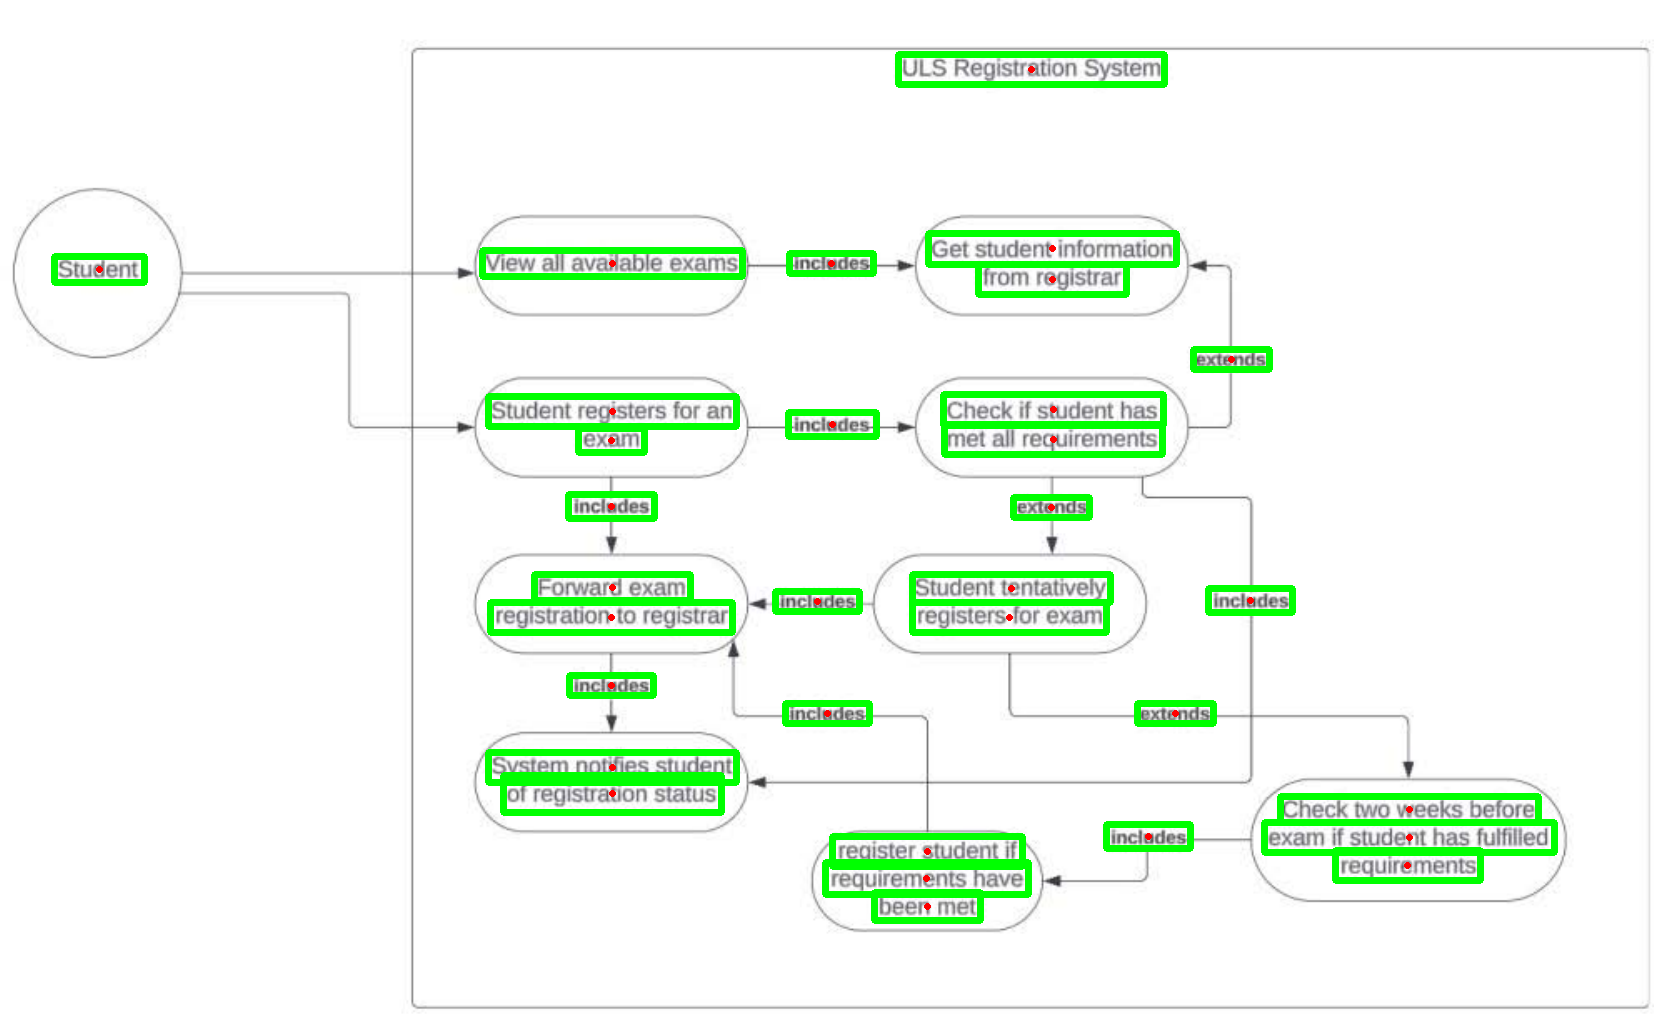 ULS Registration System
Student
View all available exams
includes
Get student information
from registrar
extends
Student registers for an
exam
includes
Check if student has
met all requirements
includes
extends
Forward exam
registration to registrar
includes
Student tentatively
registers for exam
includes
includes
includes
extends
System notifies student
of registration status
register student if
requirements have
been met
includes
Check two weeks before
exam if student has fulfilled
requirements